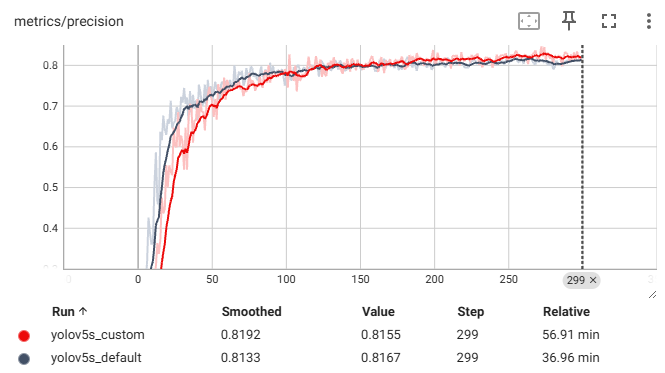 metrics/precision
0.8
0.7
0.6
0.5
0.4
0.3
0 50 100 150 200 250 299 ✕
Run ↑ Smoothed Value Step Relative
yolov5s_custom 0.8192 0.8155 299 56.91 min
yolov5s_default 0.8133 0.8167 299 36.96 min